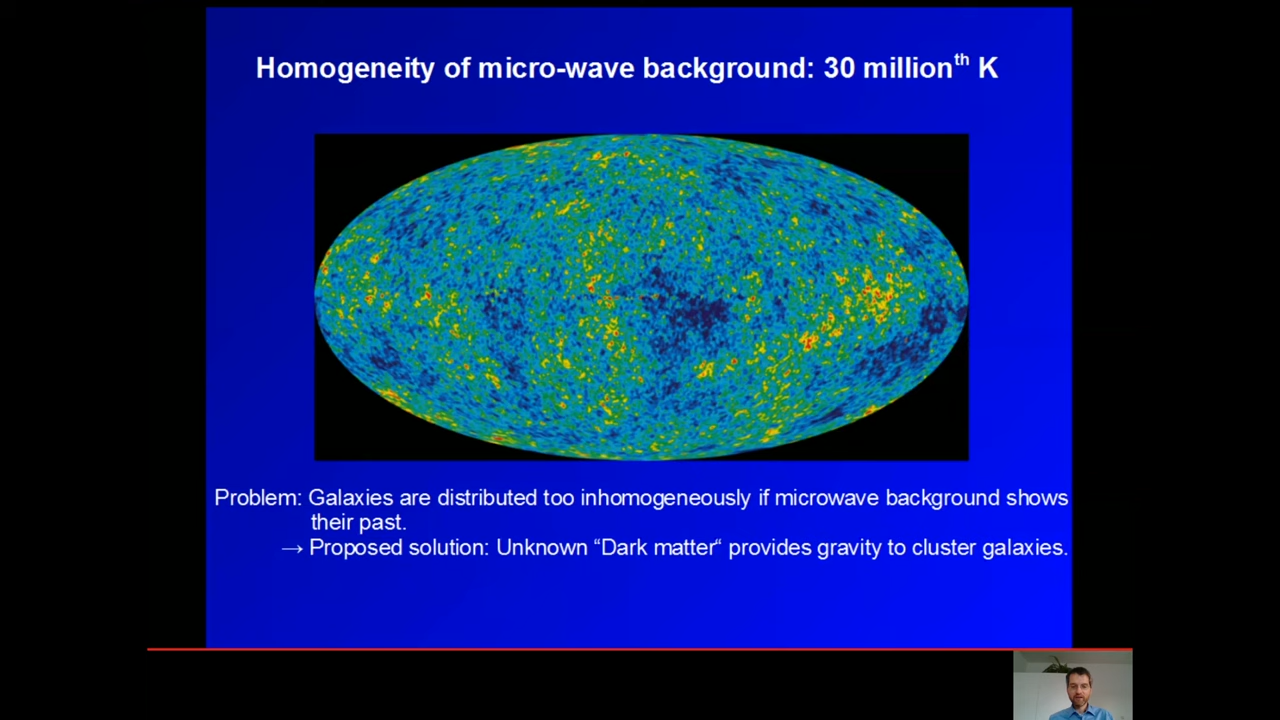 Homogeneity of micro-wave background: 30 millionth K
Problem: Galaxies are distributed too inhomogeneously if microwave background shows
their past.
→ Proposed solution: Unknown “Dark matter“ provides gravity to cluster galaxies.